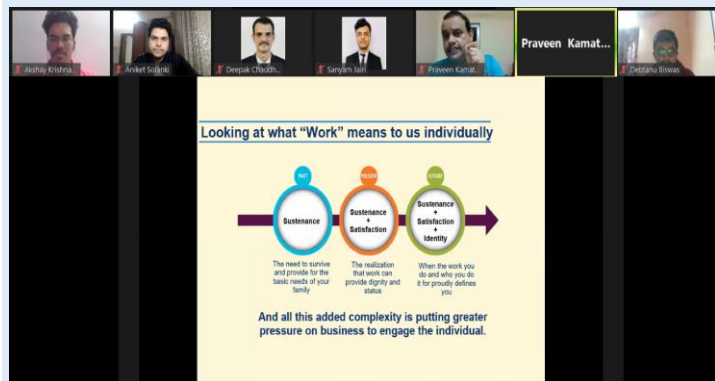 Praveen Kamat...
Akshay Krishna...
Aniket Solanki
Deepak Chaddh...
Sanyam Jain
Praveen Kamat...
Debtanu Biswas
Looking at what “Work” means to us individually
PAST
PRESENT
FUTURE
Sustenance
Sustenance
+
Satisfaction
Sustenance
+
Satisfaction
+
Identity
The need to survive
and provide for the
basic needs of your
family
The realization
that work can
provide dignity and
status
When the work you
do and who you do
it for proudly defines
you
And all this added complexity is putting greater
pressure on business to engage the individual.